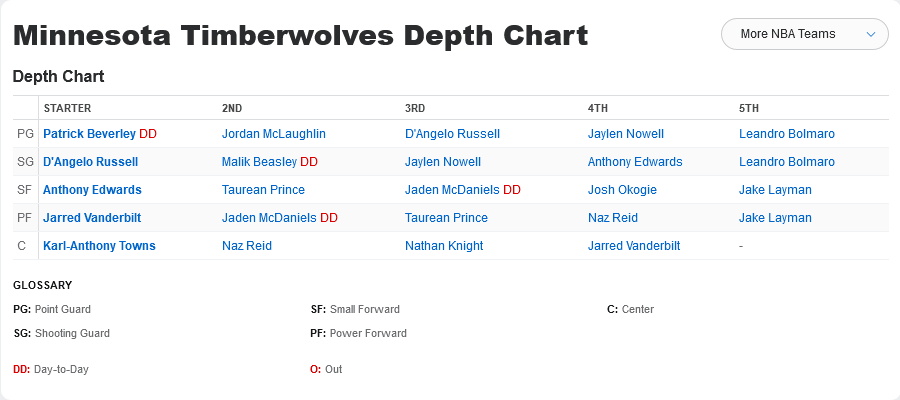 Minnesota Timberwolves Depth Chart
More NBA Teams
Depth Chart
STARTER 2ND 3RD 4TH 5TH
PG Patrick Beverley DD Jordan McLaughlin D'Angelo Russell Jaylen Nowell Leandro Bolmaro
SG D'Angelo Russell Malik Beasley DD Jaylen Nowell Anthony Edwards Leandro Bolmaro
SF Anthony Edwards Taurean Prince Jaden McDaniels DD Josh Okogie Jake Layman
PF Jarred Vanderbilt Jaden McDaniels DD Taurean Prince Naz Reid Jake Layman
C Karl-Anthony Towns Naz Reid Nathan Knight Jarred Vanderbilt -
GLOSSARY
PG: Point Guard SF: Small Forward C: Center
SG: Shooting Guard PF: Power Forward
DD: Day-to-Day O: Out